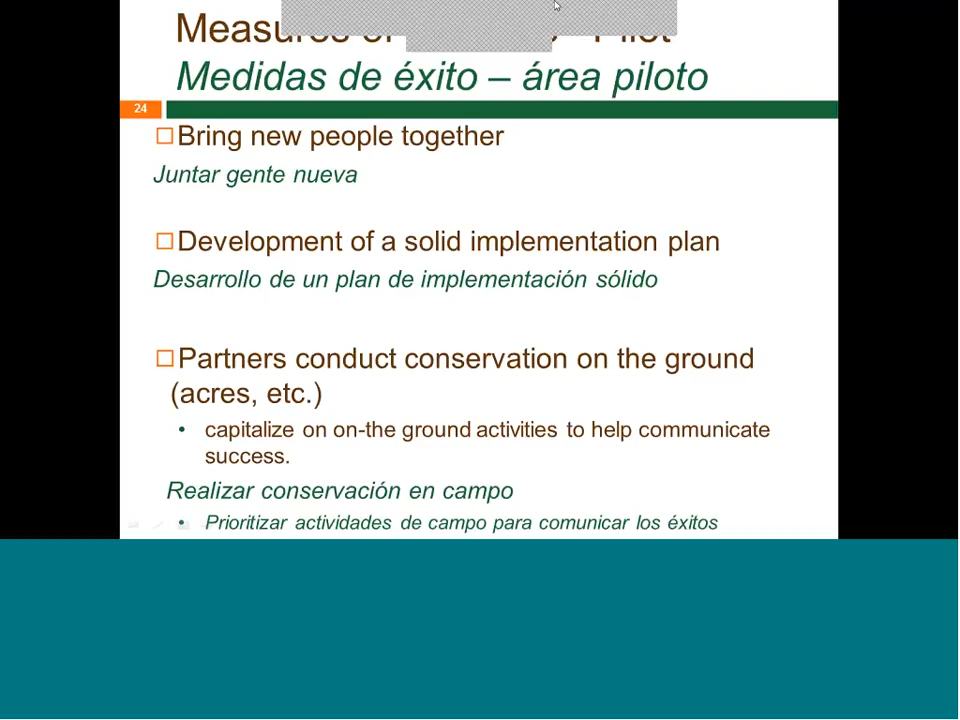 Measures of - Pilot
Medidas de éxito – área piloto
24
Bring new people together
Juntar gente nueva
Development of a solid implementation plan
Desarrollo de un plan de implementación sólido
Partners conduct conservation on the ground
(acres, etc.)
• capitalize on on-the ground activities to help communicate
success.
Realizar conservación en campo
• Prioritizar actividades de campo para comunicar los éxitos